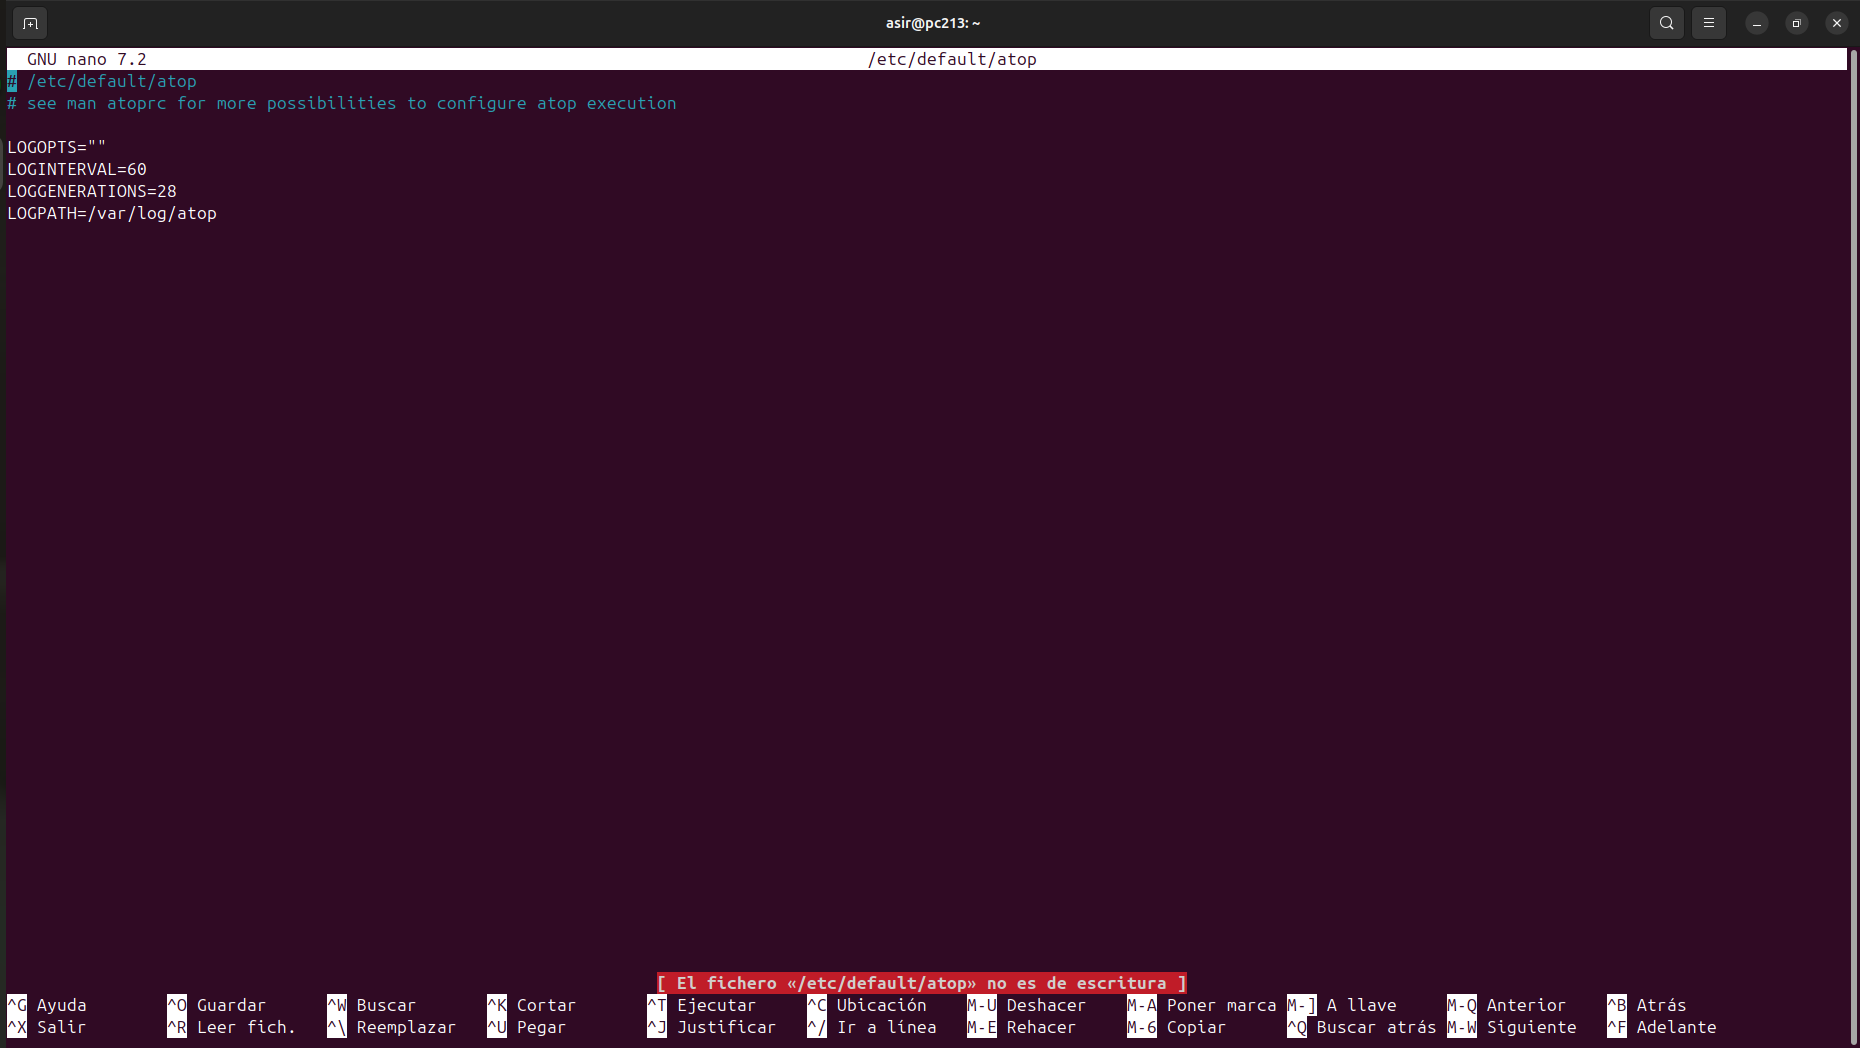 asir@pc213: ~
GNU nano 7.2 /etc/default/atop
# /etc/default/atop
# see man atoprc for more possibilities to configure atop execution
LOGOPTS=""
LOGINTERVAL=60
LOGGENERATIONS=28
LOGPATH=/var/log/atop
[ El fichero «/etc/default/atop» no es de escritura ]
^G Ayuda ^O Guardar ^W Buscar ^K Cortar ^T Ejecutar ^C Ubicación M-U Deshacer M-A Poner marca M-] A llave M-Q Anterior ^B Atrás
^X Salir ^R Leer fich. ^\ Reemplazar ^U Pegar ^J Justificar ^/ Ir a línea M-E Rehacer M-6 Copiar ^Q Buscar atrás M-W Siguiente ^F Adelante